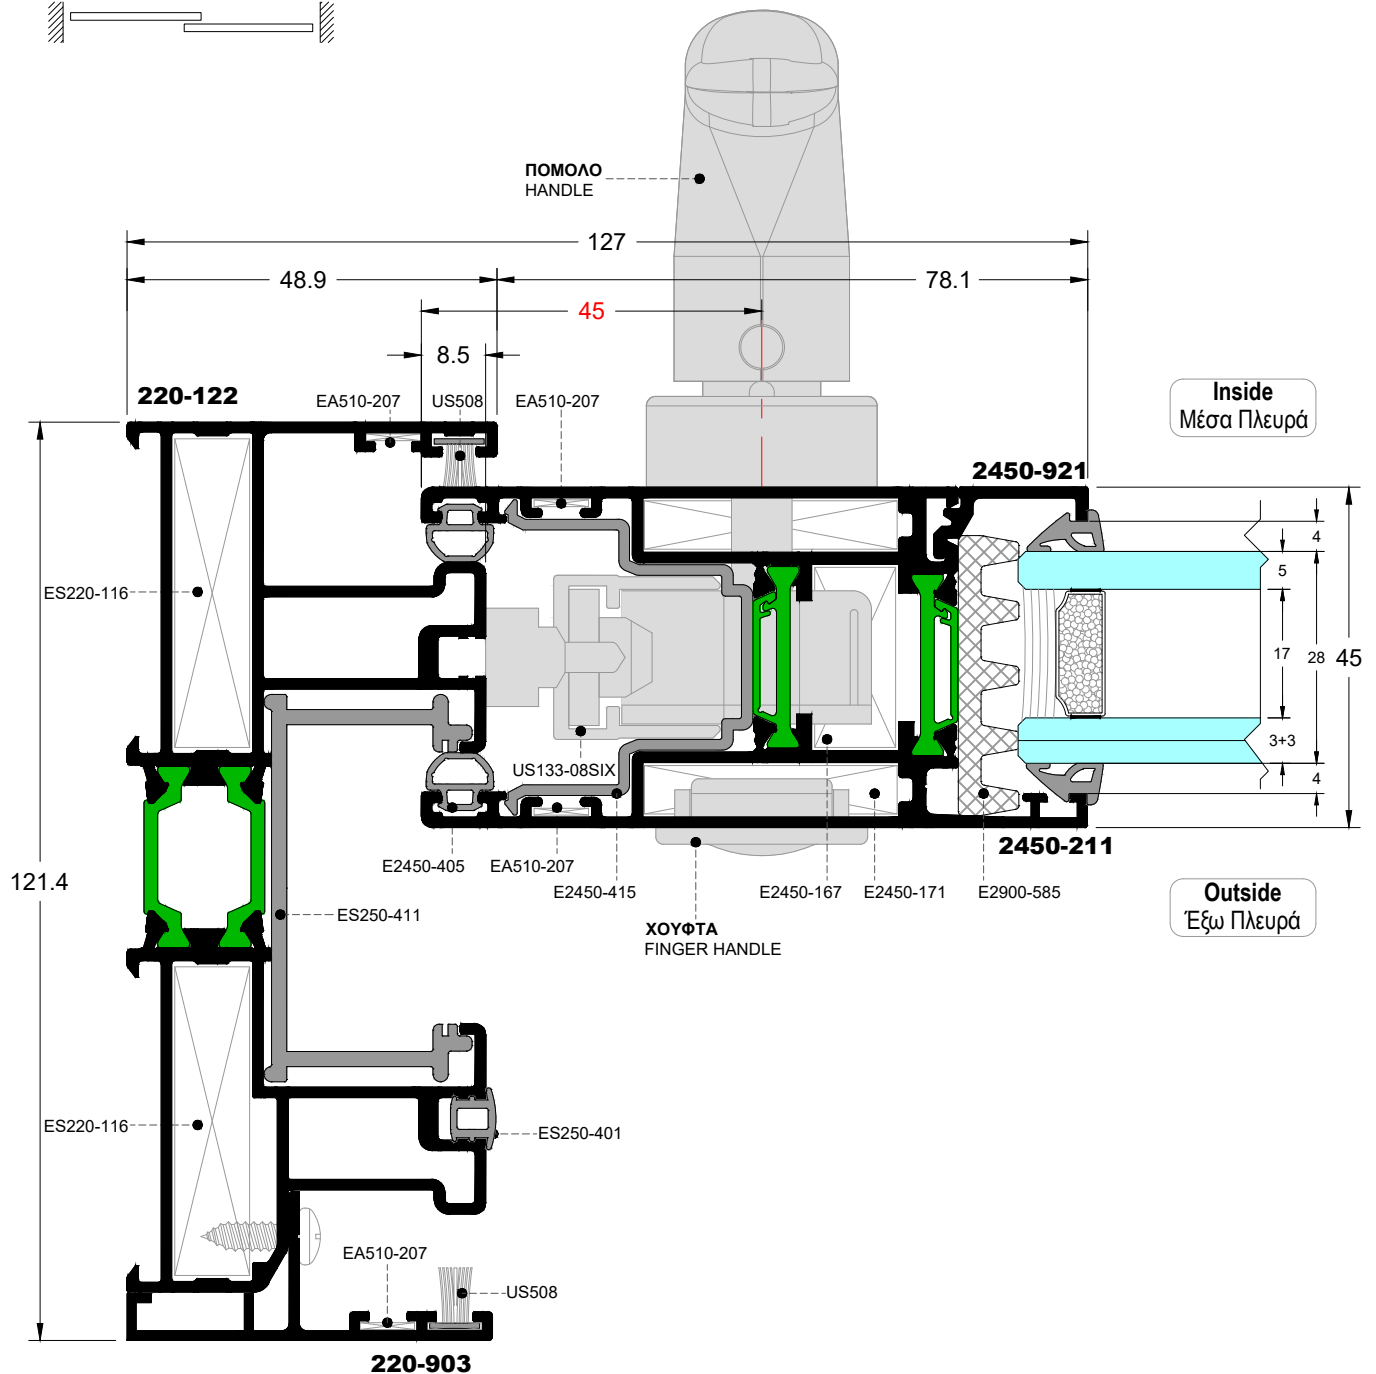 ΠΟΜΟΛΟ
HANDLE
127
48.9
78.1
45
8.5
220-122
EA510-207
US508
EA510-207
Inside
Μέσα Πλευρά
2450-921
4
5
ES220-116
17
28
45
3+3
US133-08SIX
4
2450-211
E2450-405
EA510-207
E2450-415
E2450-167
E2450-171
E2900-585
121.4
ES250-411
ΧΟΥΦΤΑ
FINGER HANDLE
Outside
Έξω Πλευρά
ES220-116
ES250-401
EA510-207
US508
220-903